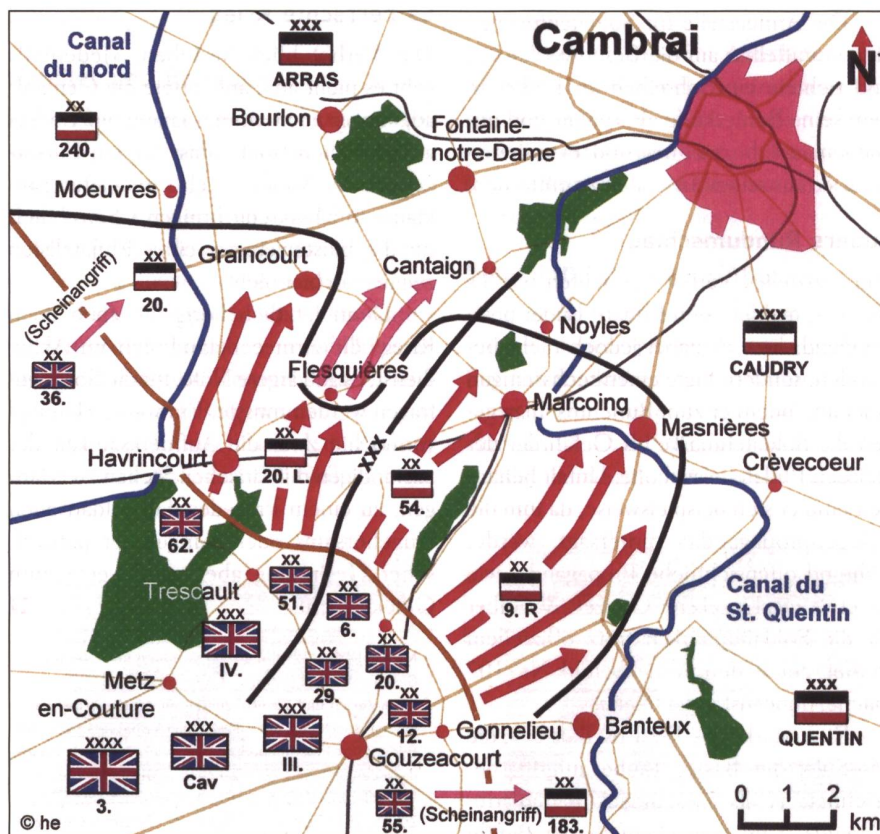 Canal
du nord
XXX
ARRAS
Cambrai
N
XX
240.
Bourlon
Fontaine-
notre-Dame
Moeuvres
(Scheinangriff)
XX
20.
Graincourt
Cantaign
XX
36.
Noyles
XXX
CAUDRY
Flesquières
Marcoing
Masnières
XXX
Havrincourt
XX
20. L.
XX
54.
Crèvecoeur
XX
62.
Trescault
XX
51.
XX
6.
XX
9. R
Canal du
St. Quentin
XXX
IV.
XX
29.
XX
20.
Metz
en-Couture
XXX
III.
XX
12.
Gonnelieu
Banteux
XXX
QUENTIN
XXXX
3.
XXX
Cav
Gouzeacourt
XX
55.
(Scheinangriff)
XX
183.
0 1 2
km
© he